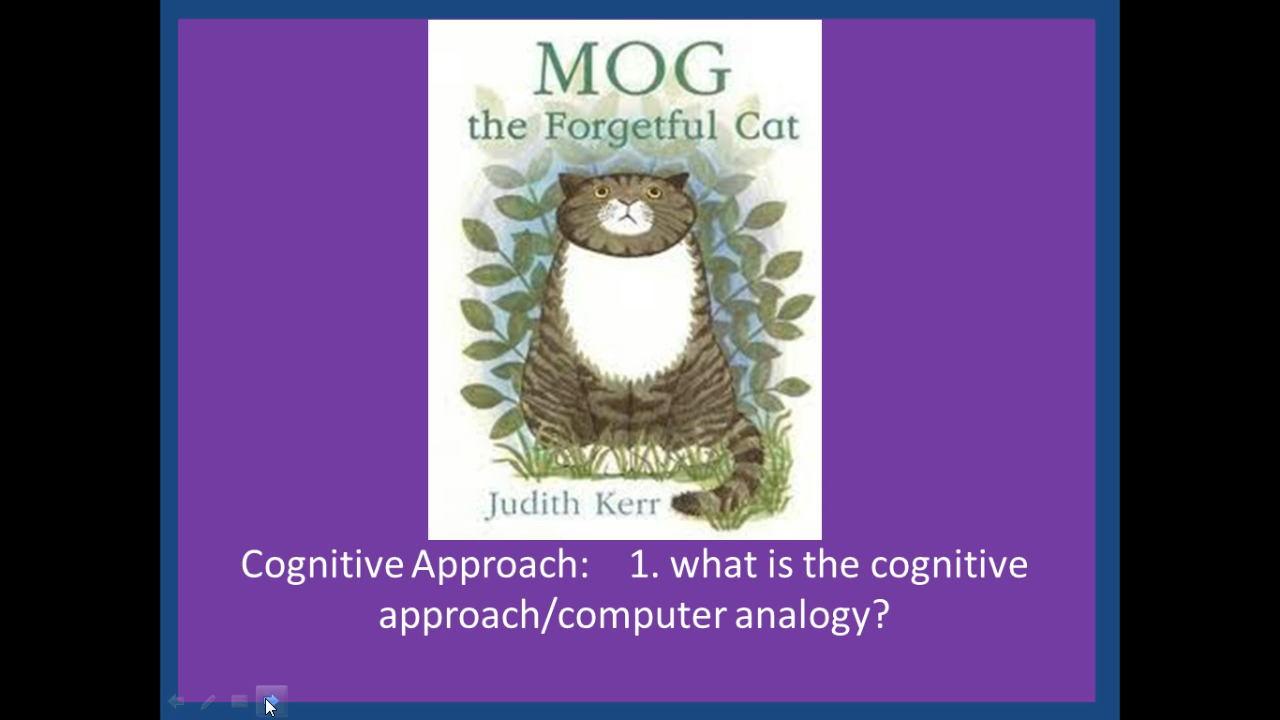 MOG
the Forgetful Cat
Judith Kerr
Cognitive Approach: 1. what is the cognitive
approach/computer analogy?